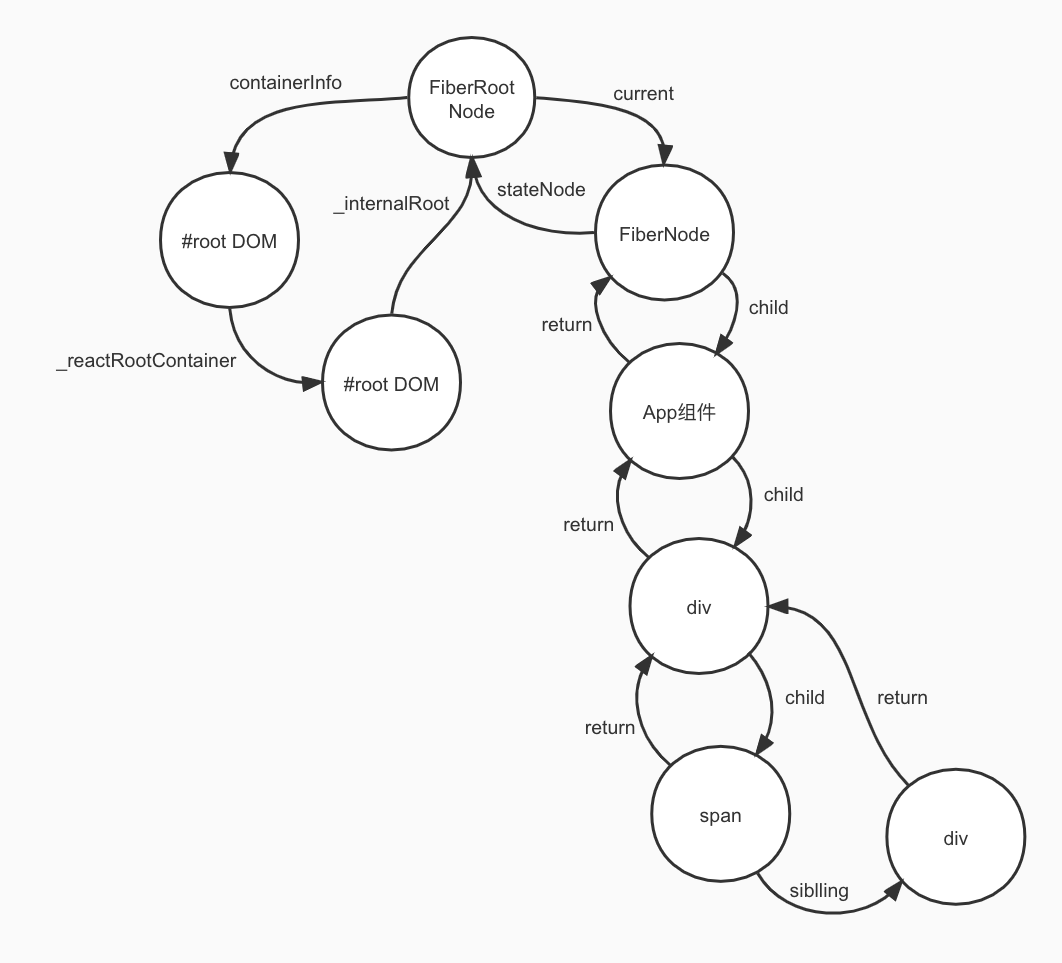 containerInfo
FiberRoot
Node
current
_internalRoot
stateNode
#root DOM
FiberNode
return
child
_reactRootContainer
#root DOM
App组件
return
child
div
return
child
return
span
div
siblling